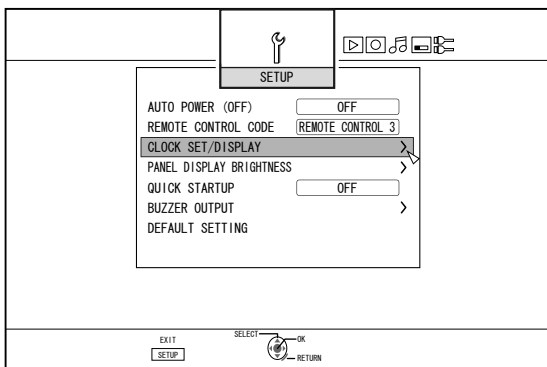 SETUP
AUTO POWER (OFF) OFF
REMOTE CONTROL CODE REMOTE CONTROL 3
CLOCK SET/DISPLAY
PANEL DISPLAY BRIGHTNESS
QUICK STARTUP OFF
BUZZER OUTPUT
DEFAULT SETTING
EXIT SELECT OK
SETUP RETURN